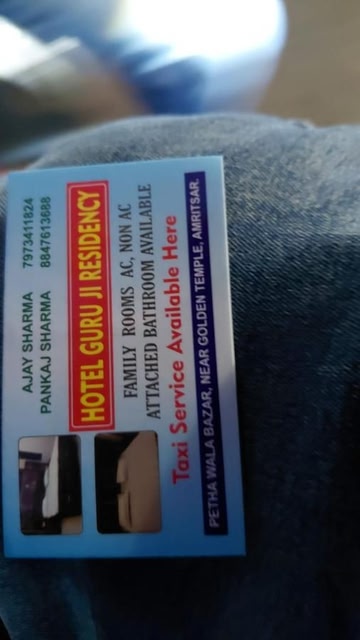 AJAY SHARMA 7973411824
PANKAJ SHARMA 8847613688
HOTEL GURU JI RESIDENCY
FAMILY ROOMS AC, NON AC
ATTACHED BATHROOM AVAILABLE
Taxi Service Available Here
PETHA WALA BAZAR, NEAR GOLDEN TEMPLE, AMRITSAR.